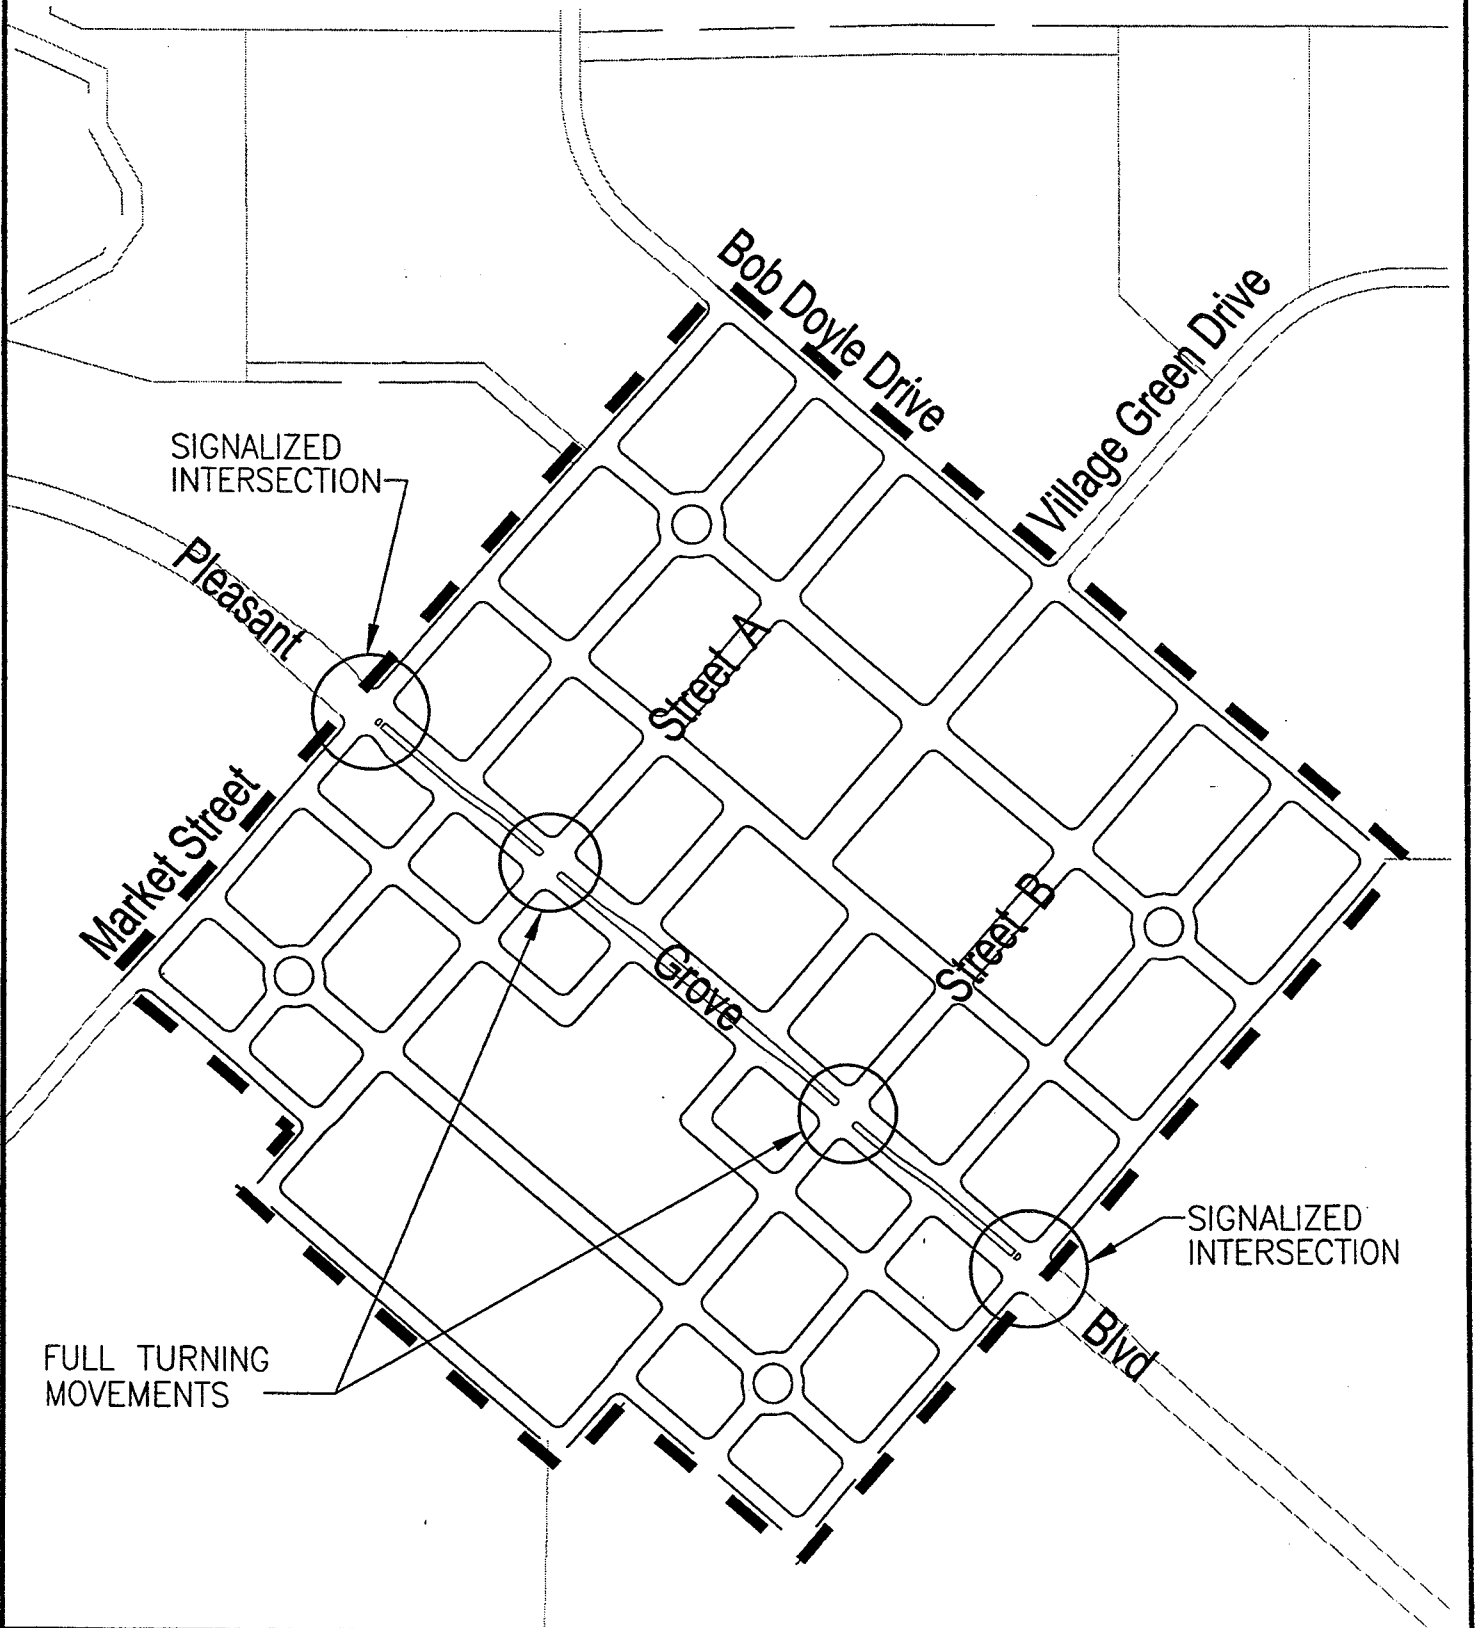 Bob Doyle Drive
Village Green Drive
SIGNALIZED
INTERSECTION
Pleasant
Street A
Market Street
Street B
Grove
SIGNALIZED
INTERSECTION
Blvd
FULL TURNING
MOVEMENTS